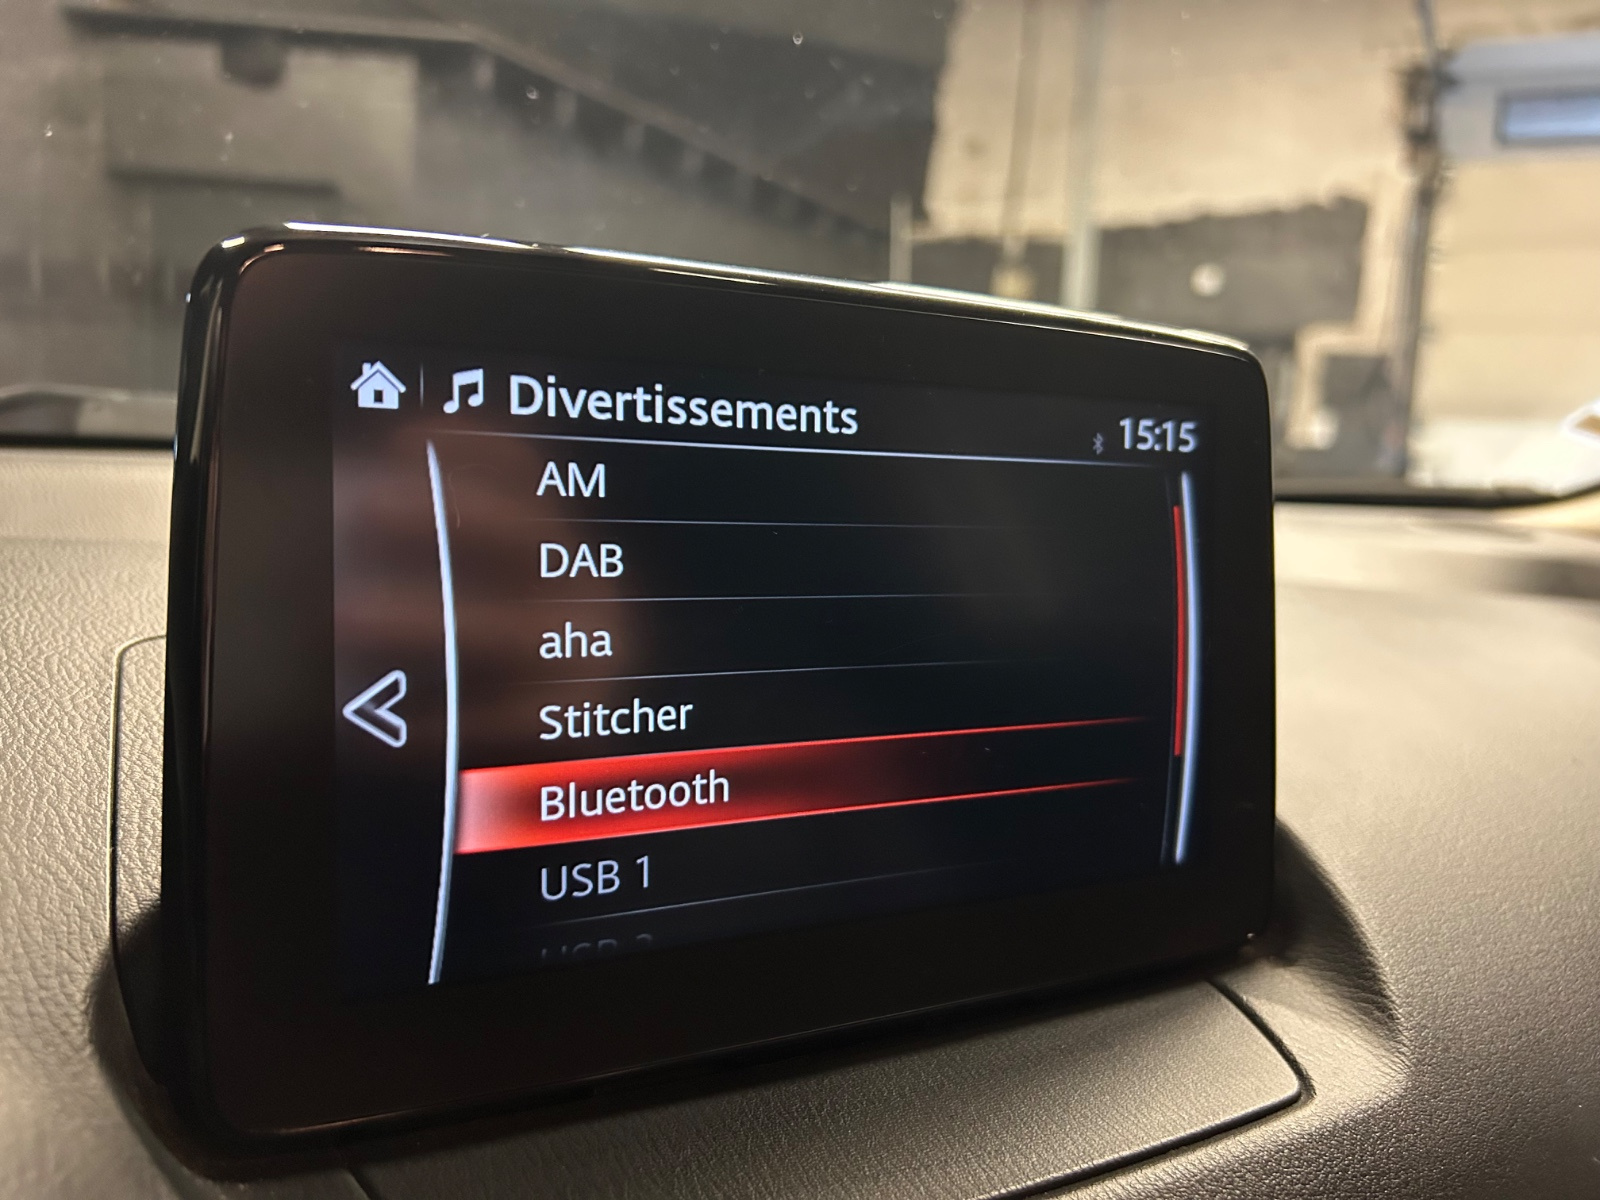 Divertissements
15:15
AM
DAB
aha
Stitcher
Bluetooth
USB 1